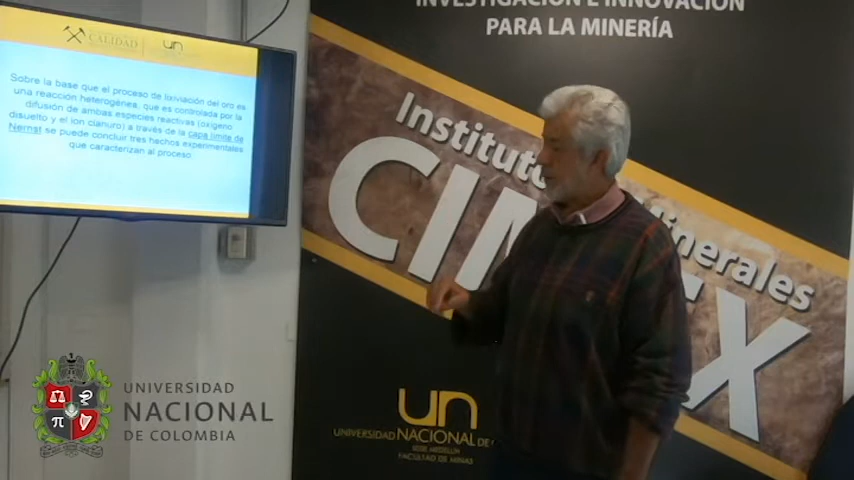 INVESTIGACIÓN E INNOVACIÓN
PARA LA MINERÍA
CALIDAD
un
Sobre la base que el proceso de lixiviación del oro es
una reacción heterogénea, que es controlada por la
difusión de ambas especies reactivas (oxígeno
disuelto y el ion cianuro) a través de la capa límite de
Nernst se puede concluir tres hechos experimentales
que caracterizan al proceso:
Instituto
Minerales
CIM
EX
UNIVERSIDAD
NACIONAL
DE COLOMBIA
un
UNIVERSIDAD NACIONAL DE
SEDE MEDELLÍN
FACULTAD DE MINAS